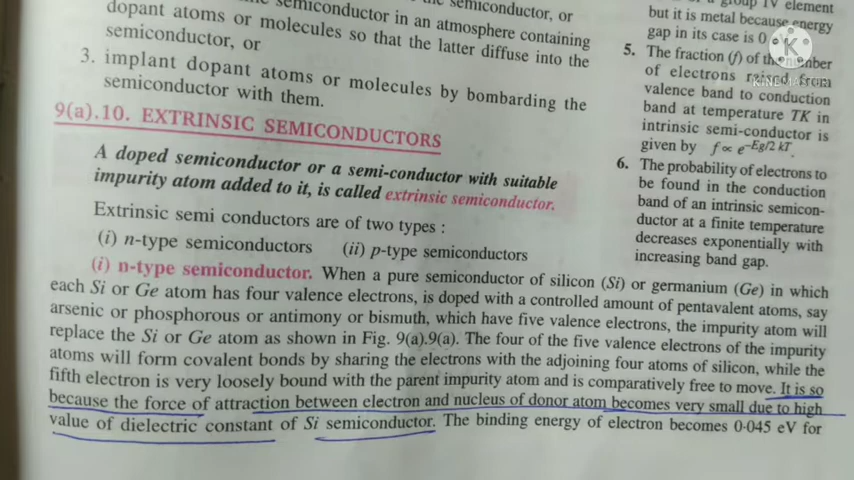 semiconductor in an atmosphere containing
dopant atoms or molecules so that the latter diffuse into the
semiconductor, or
3. implant dopant atoms or molecules by bombarding the
semiconductor with them.
9(a).10. EXTRINSIC SEMICONDUCTORS
A doped semiconductor or a semi-conductor with suitable
impurity atom added to it, is called extrinsic semiconductor.
Extrinsic semi conductors are of two types :
(i) n-type semiconductors (ii) p-type semiconductors
(i) n-type semiconductor. When a pure semiconductor of silicon (Si) or germanium (Ge) in which
each Si or Ge atom has four valence electrons, is doped with a controlled amount of pentavalent atoms, say
arsenic or phosphorous or antimony or bismuth, which have five valence electrons, the impurity atom will
replace the Si or Ge atom as shown in Fig. 9(a).9(a). The four of the five valence electrons of the impurity
atoms will form covalent bonds by sharing the electrons with the adjoining four atoms of silicon, while the
fifth electron is very loosely bound with the parent impurity atom and is comparatively free to move. It is so
because the force of attraction between electron and nucleus of donor atom becomes very small due to high
value of dielectric constant of Si semiconductor. The binding energy of electron becomes 0·045 eV for
group IV element
but it is metal because energy
gap in its case is 0
5. The fraction (f) of the number
of electrons raised from
valence band to conduction
band at temperature TK in
intrinsic semi-conductor is
given by f ∝ e–Eg/2 kT.
6. The probability of electrons to
be found in the conduction
band of an intrinsic semicon-
ductor at a finite temperature
decreases exponentially with
increasing band gap.
K